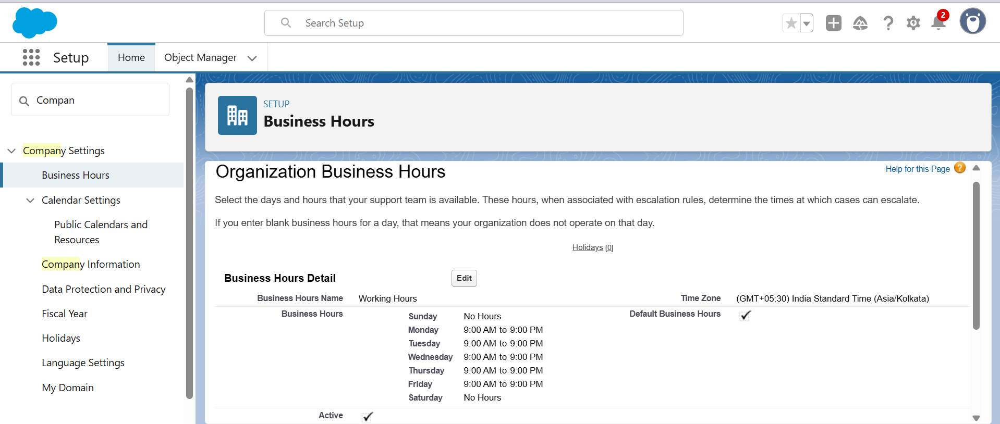 Search Setup
2
Setup
Home
Object Manager
Compan
Company Settings
Business Hours
Calendar Settings
Public Calendars and
Resources
Company Information
Data Protection and Privacy
Fiscal Year
Holidays
Language Settings
My Domain
SETUP
Business Hours
Organization Business Hours
Help for this Page ?
Select the days and hours that your support team is available. These hours, when associated with escalation rules, determine the times at which cases can escalate.
If you enter blank business hours for a day, that means your organization does not operate on that day.
Holidays [0]
Business Hours Detail
Edit
Business Hours Name Working Hours
Time Zone (GMT+05:30) India Standard Time (Asia/Kolkata)
Business Hours
Default Business Hours
Sunday No Hours
Monday 9:00 AM to 9:00 PM
Tuesday 9:00 AM to 9:00 PM
Wednesday 9:00 AM to 9:00 PM
Thursday 9:00 AM to 9:00 PM
Friday 9:00 AM to 9:00 PM
Saturday No Hours
Active